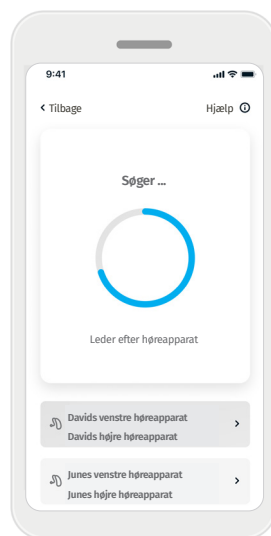 9:41
Tilbage
Hjælp
Søger ...
Leder efter høreapparat
Davids venstre høreapparat
Davids højre høreapparat
Junes venstre høreapparat
Junes højre høreapparat